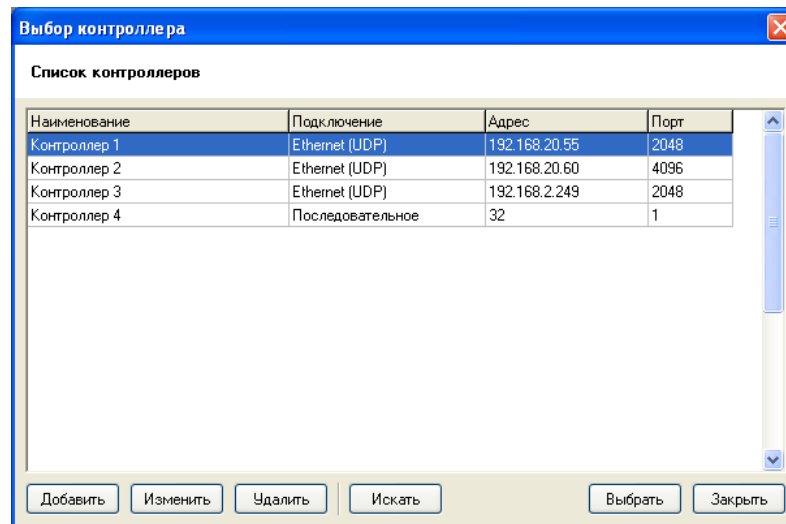 Выбор контроллера
Список контроллеров
Наименование Подключение Адрес Порт
Контроллер 1 Ethernet (UDP) 192.168.20.55 2048
Контроллер 2 Ethernet (UDP) 192.168.20.60 4096
Контроллер 3 Ethernet (UDP) 192.168.2.249 2048
Контроллер 4 Последовательное 32 1
Добавить Изменить Удалить Искать Выбрать Закрыть